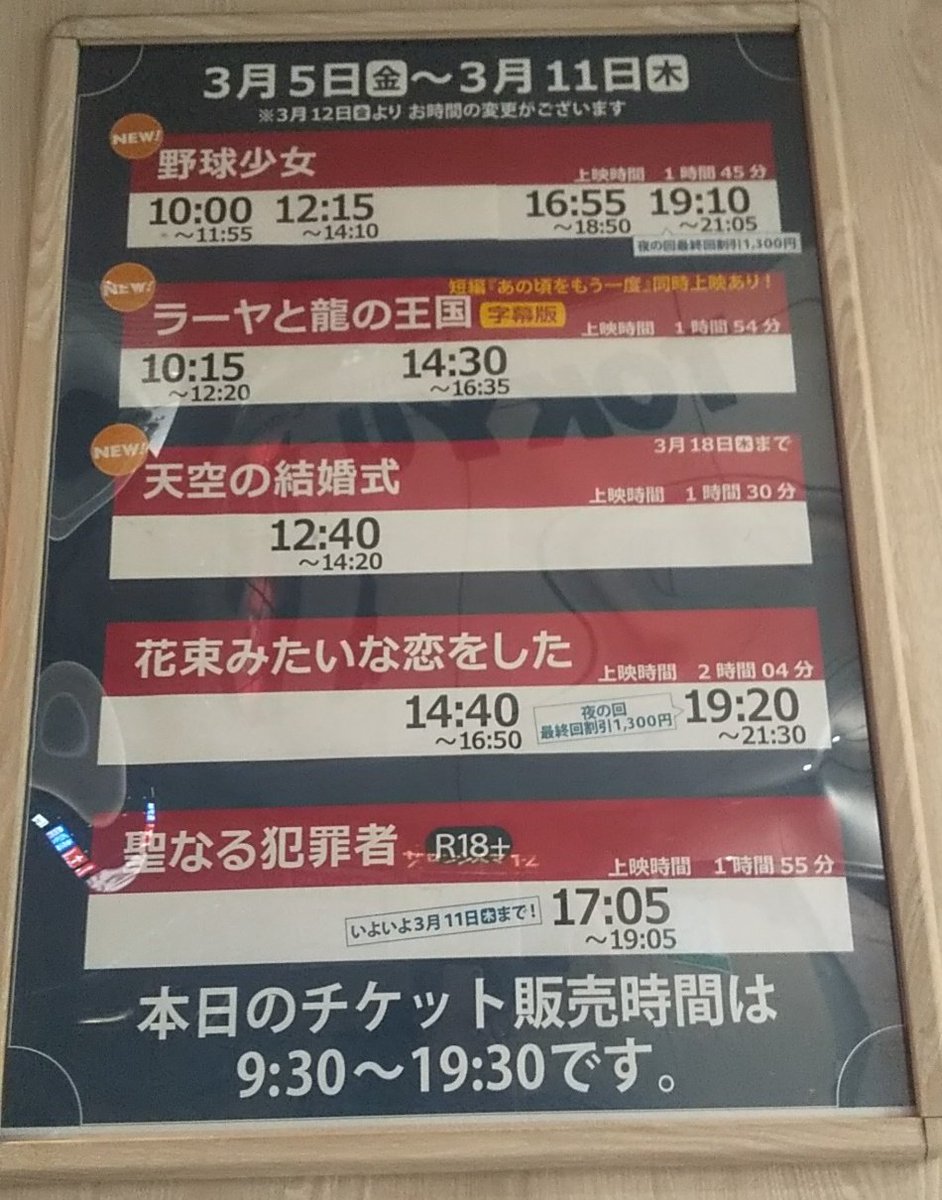 3月5日金～3月11日木
※3月12日金より お時間の変更がございます
NEW!
野球少女
上映時間 1時間45分
10:00 12:15 16:55 19:10
～11:55 ～14:10 ～18:50 ～21:05
夜の回最終回割引1,300円
NEW!
短編『あの頃をもう一度』同時上映あり!
ラーヤと龍の王国 字幕版
上映時間 1時間54分
10:15 14:30
～12:20 ～16:35
NEW!
3月18日木まで
天空の結婚式
上映時間 1時間30分
12:40
～14:20
花束みたいな恋をした
上映時間 2時間04分
14:40 19:20
～16:50 ～21:30
夜の回
最終回割引1,300円
聖なる犯罪者 R18+
上映時間 1時間55分
いよいよ3月11日木まで!
17:05
～19:05
本日のチケット販売時間は
9:30～19:30です。